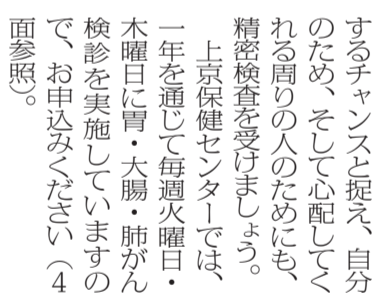 するチャンスと捉え、自分
のため、そして心配してく
れる周りの人のためにも、
精密検査を受けましょう。
　上京保健センターでは、
一年を通じて毎週火曜日・
木曜日に胃・大腸・肺がん
検診を実施していますの
で、お申込みください（４
面参照）。